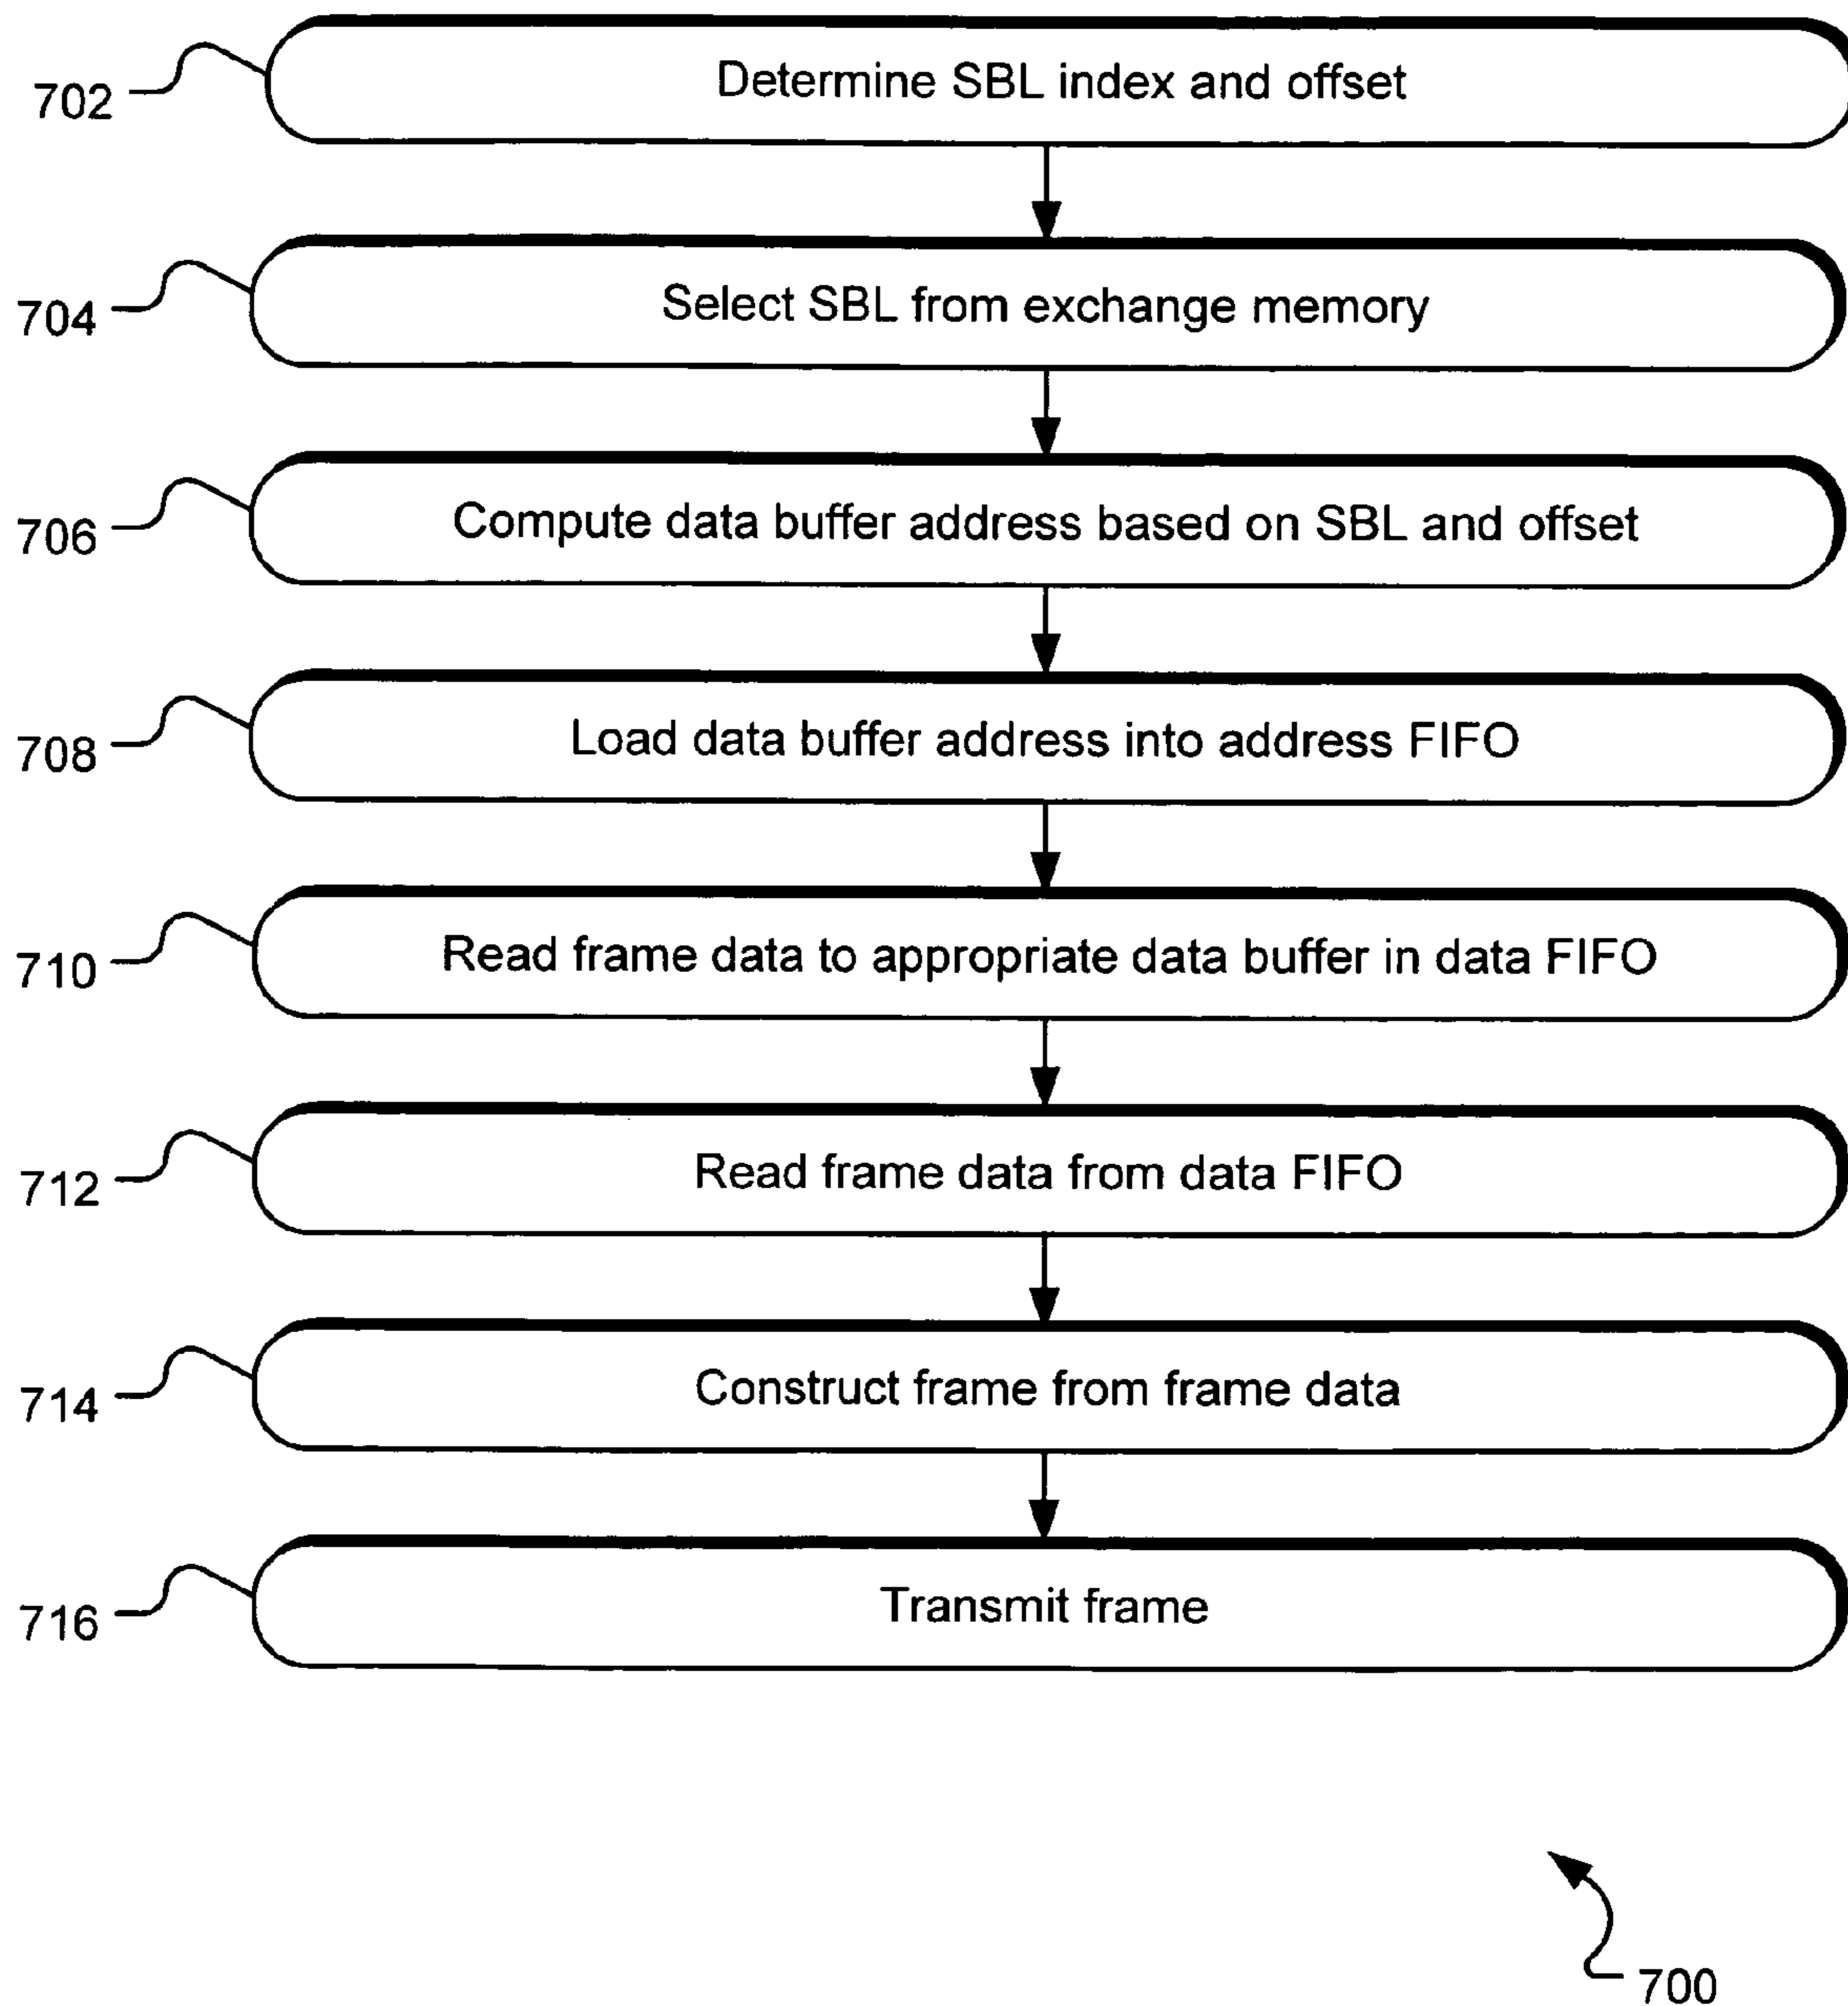 702 Determine SBL index and offset
704 Select SBL from exchange memory
706 Compute data buffer address based on SBL and offset
708 Load data buffer address into address FIFO
710 Read frame data to appropriate data buffer in data FIFO
712 Read frame data from data FIFO
714 Construct frame from frame data
716 Transmit frame
700